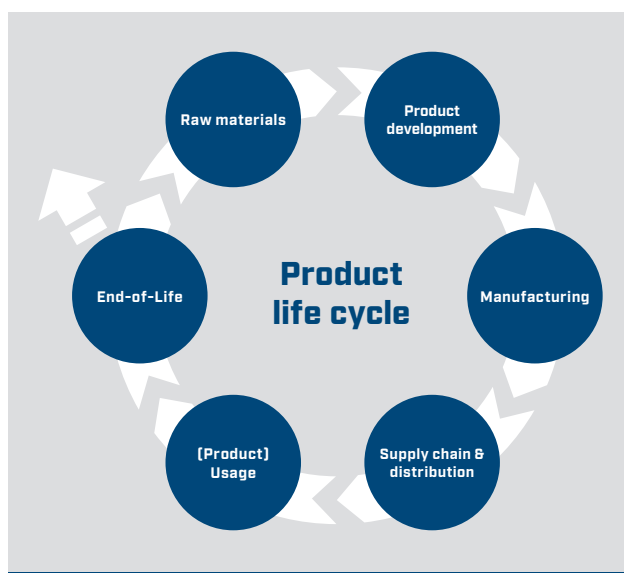 Raw materials
Product
development
Manufacturing
Supply chain &
distribution
(Product)
Usage
End-of-Life
Product
life cycle